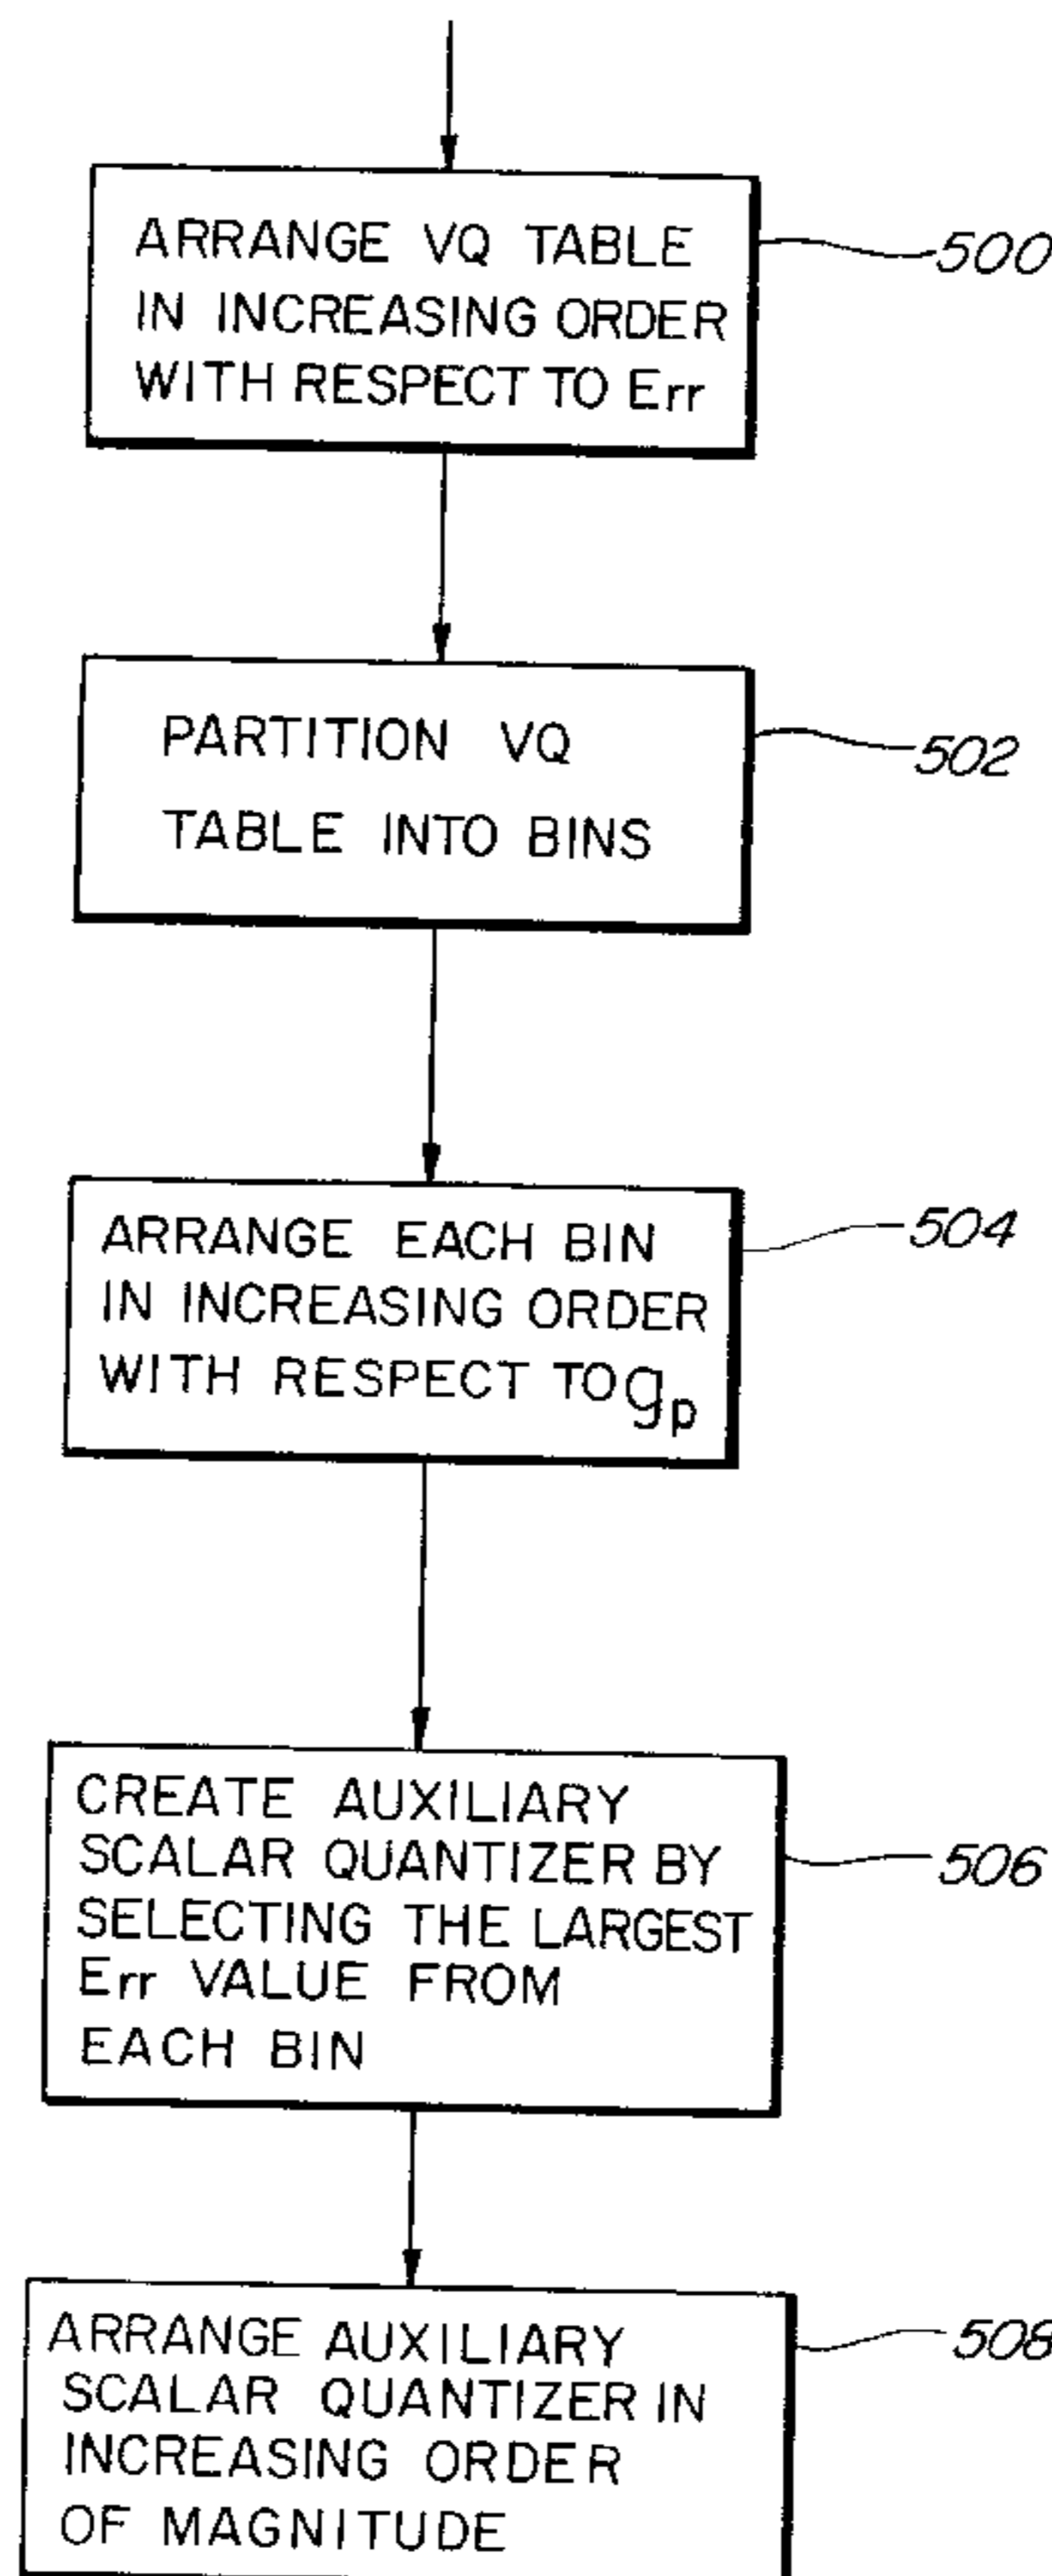 ARRANGE VQ TABLE
IN INCREASING ORDER
WITH RESPECT TO Err
500
PARTITION VQ
TABLE INTO BINS
502
ARRANGE EACH BIN
IN INCREASING ORDER
WITH RESPECT TO gp
504
CREATE AUXILIARY
SCALAR QUANTIZER BY
SELECTING THE LARGEST
Err VALUE FROM
EACH BIN
506
ARRANGE AUXILIARY
SCALAR QUANTIZER IN
INCREASING ORDER
OF MAGNITUDE
508